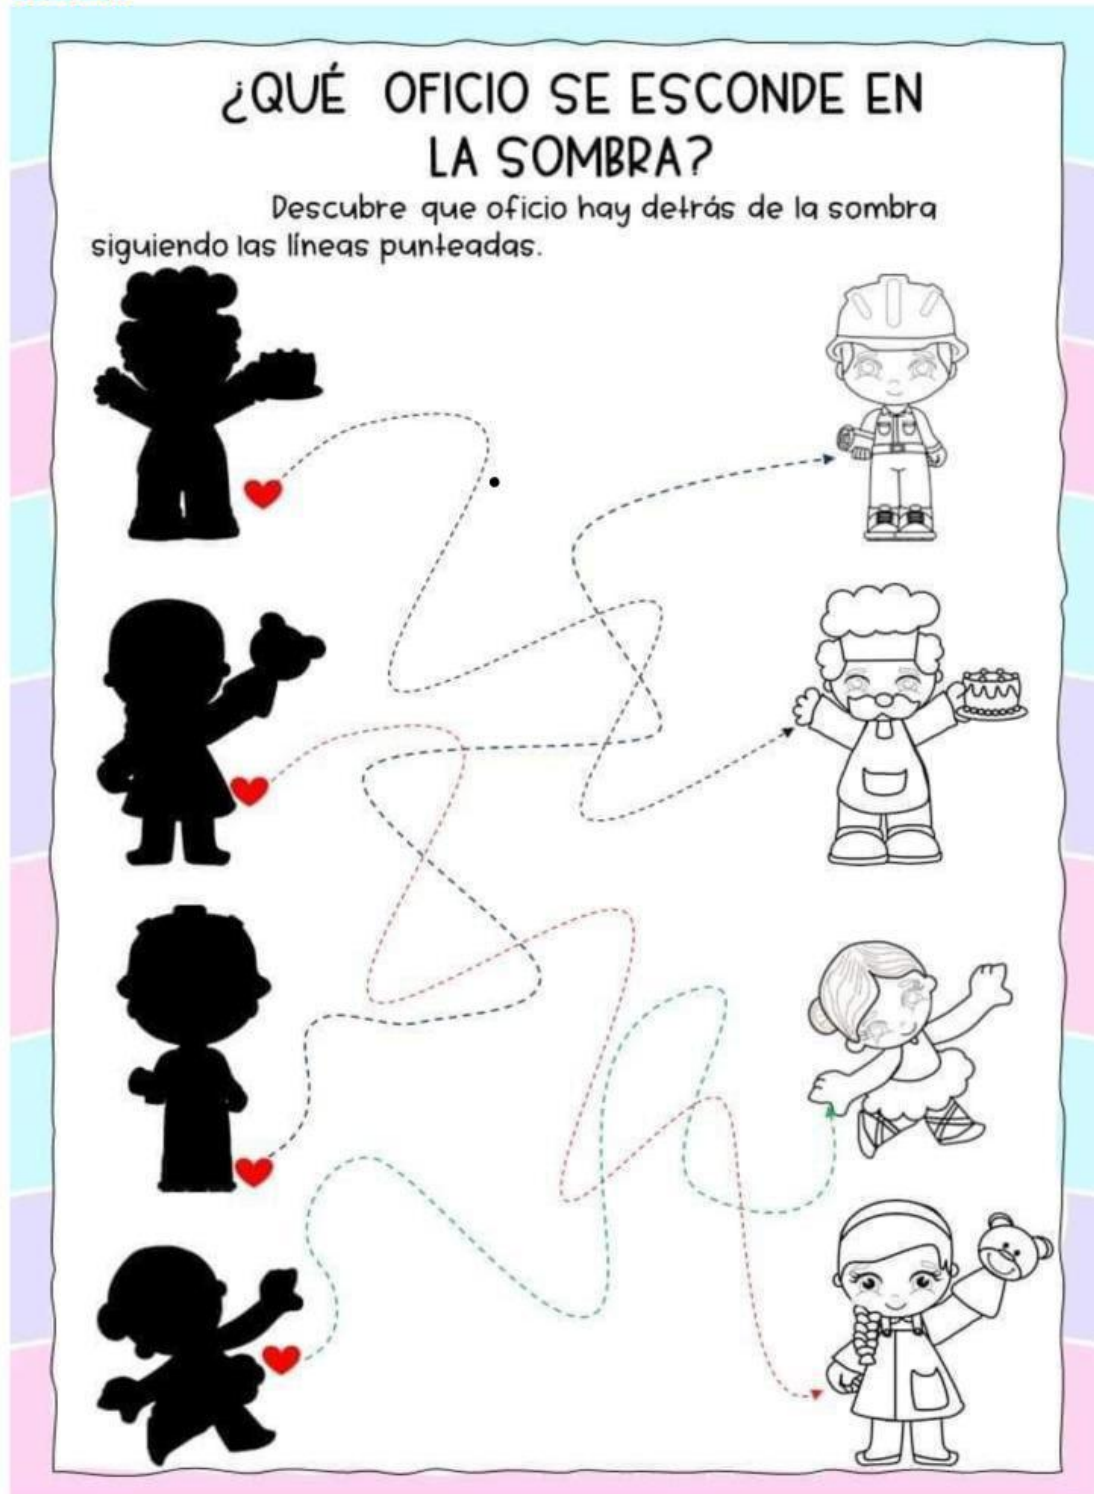 ¿QUÉ OFICIO SE ESCONDE EN
LA SOMBRA?
Descubre que oficio hay detrás de la sombra
siguiendo las líneas punteadas.